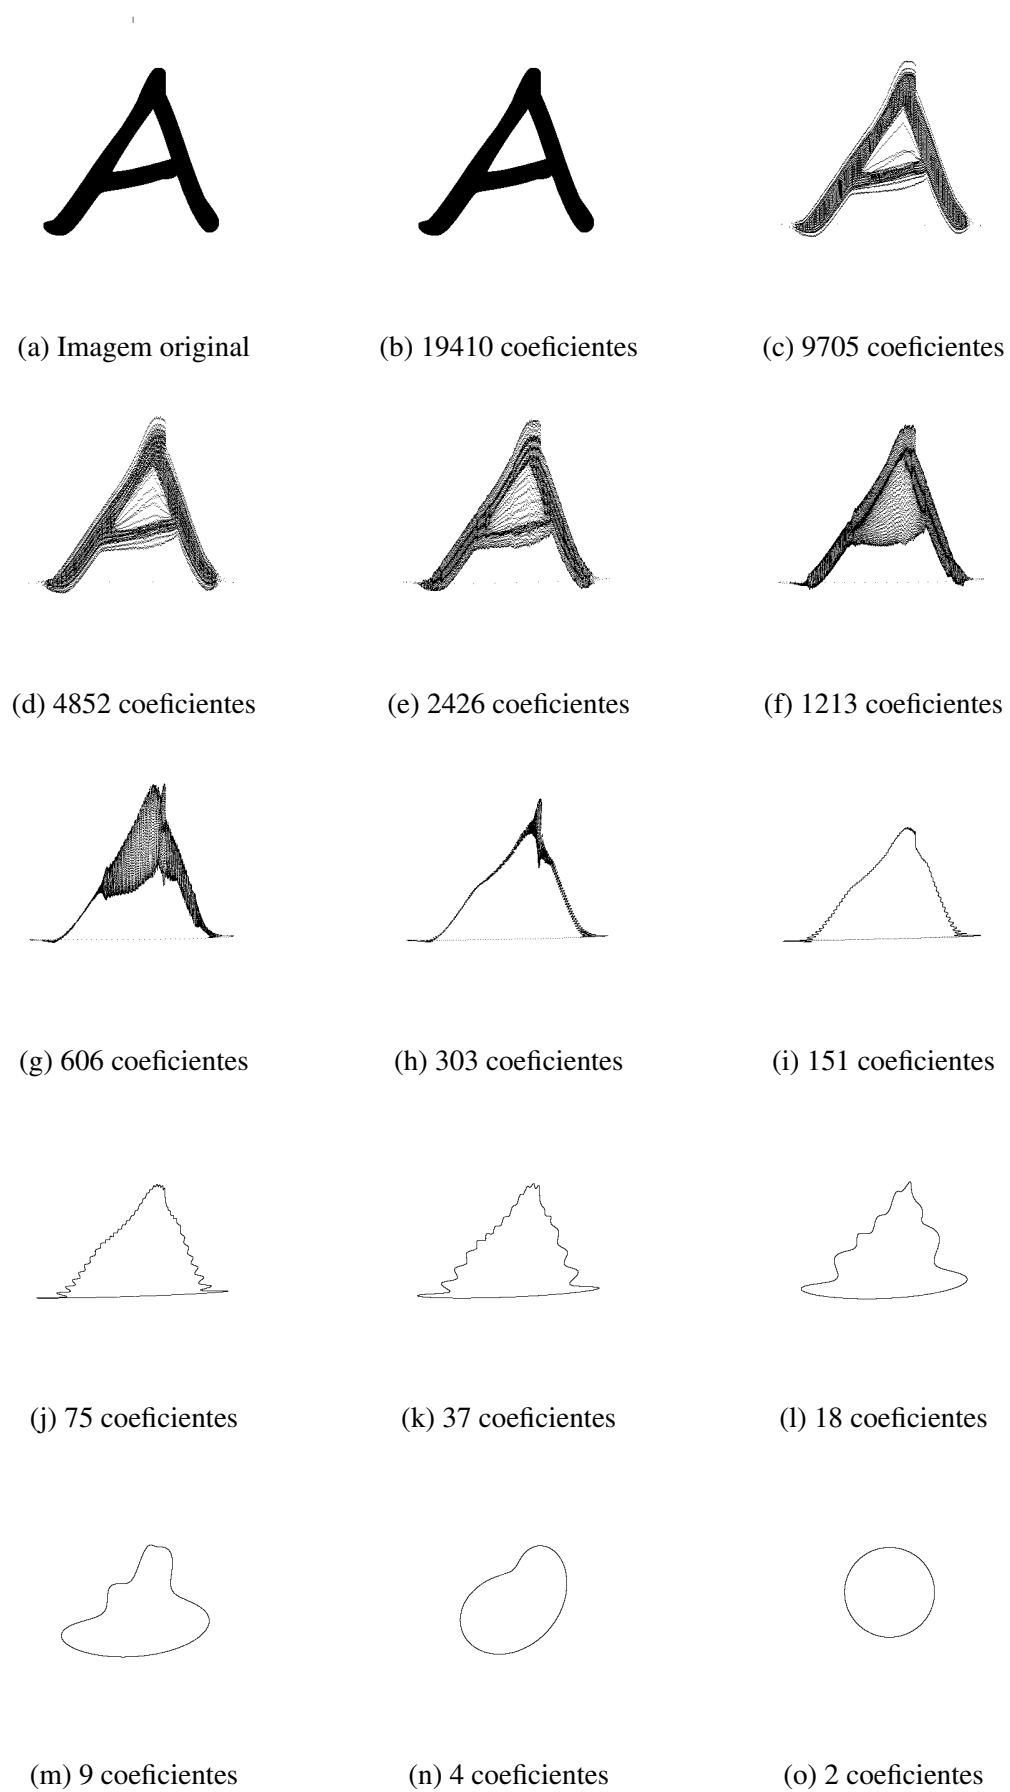 A A A
(a) Imagem original (b) 19410 coeficientes (c) 9705 coeficientes
A A A
(d) 4852 coeficientes (e) 2426 coeficientes (f) 1213 coeficientes
(g) 606 coeficientes (h) 303 coeficientes (i) 151 coeficientes
(j) 75 coeficientes (k) 37 coeficientes (l) 18 coeficientes
(m) 9 coeficientes (n) 4 coeficientes (o) 2 coeficientes